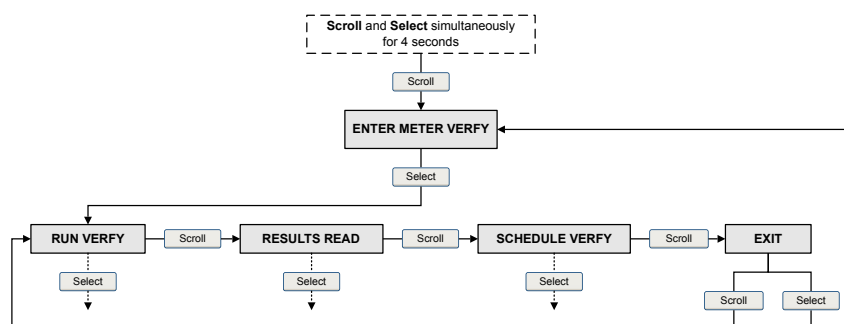 Scroll and Select simultaneously
for 4 seconds
Scroll
ENTER METER VERFY
Select
RUN VERFY
Scroll
RESULTS READ
Scroll
SCHEDULE VERFY
Scroll
EXIT
Select
Select
Select
Scroll
Select